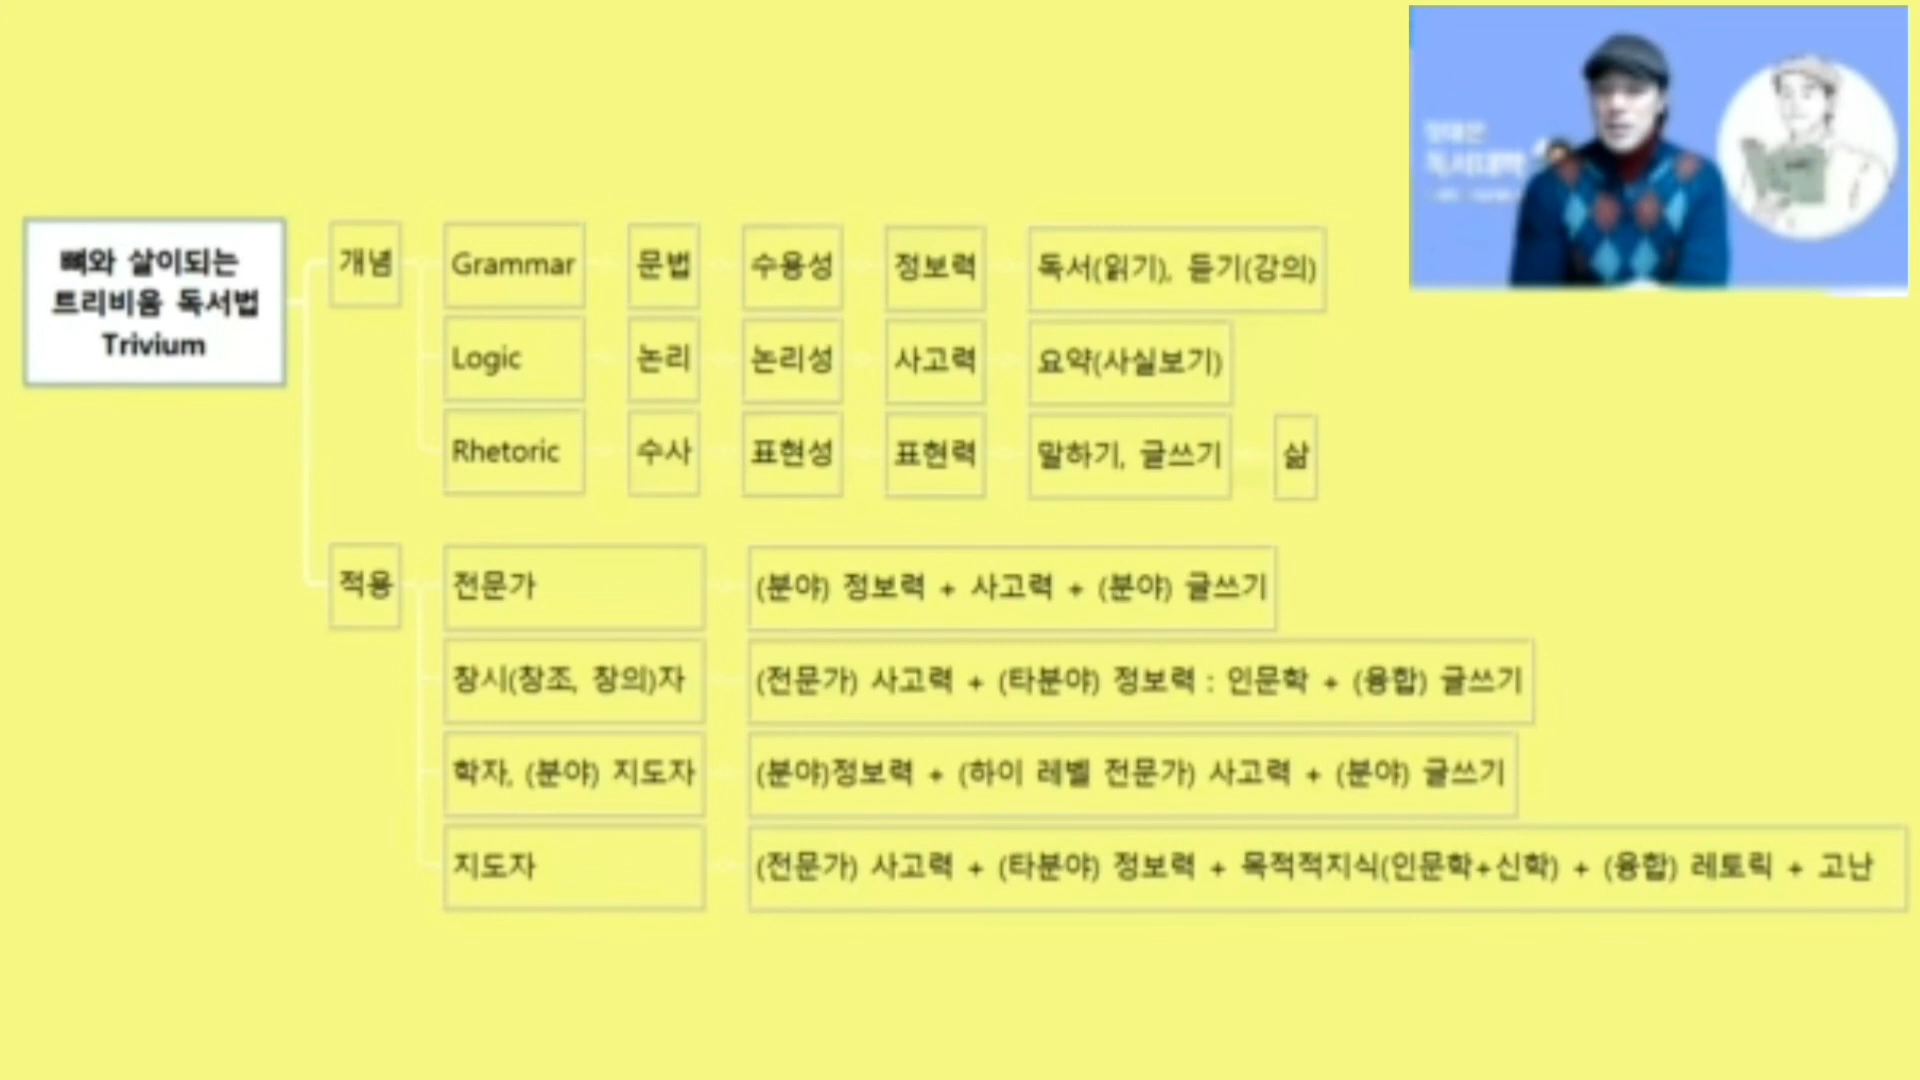 뼈와 살이되는
트리비움 독서법
Trivium
개념
Grammar
문법
수용성
정보력
독서(읽기), 듣기(강의)
Logic
논리
논리성
사고력
요약(사실보기)
Rhetoric
수사
표현성
표현력
말하기, 글쓰기
삶
적용
전문가
(분야) 정보력 + 사고력 + (분야) 글쓰기
창시(창조, 창의)자
(전문가) 사고력 + (타분야) 정보력 : 인문학 + (융합) 글쓰기
학자, (분야) 지도자
(분야)정보력 + (하이 레벨 전문가) 사고력 + (분야) 글쓰기
지도자
(전문가) 사고력 + (타분야) 정보력 + 목적적지식(인문학+신학) + (융합) 레토릭 + 고난
독서대학